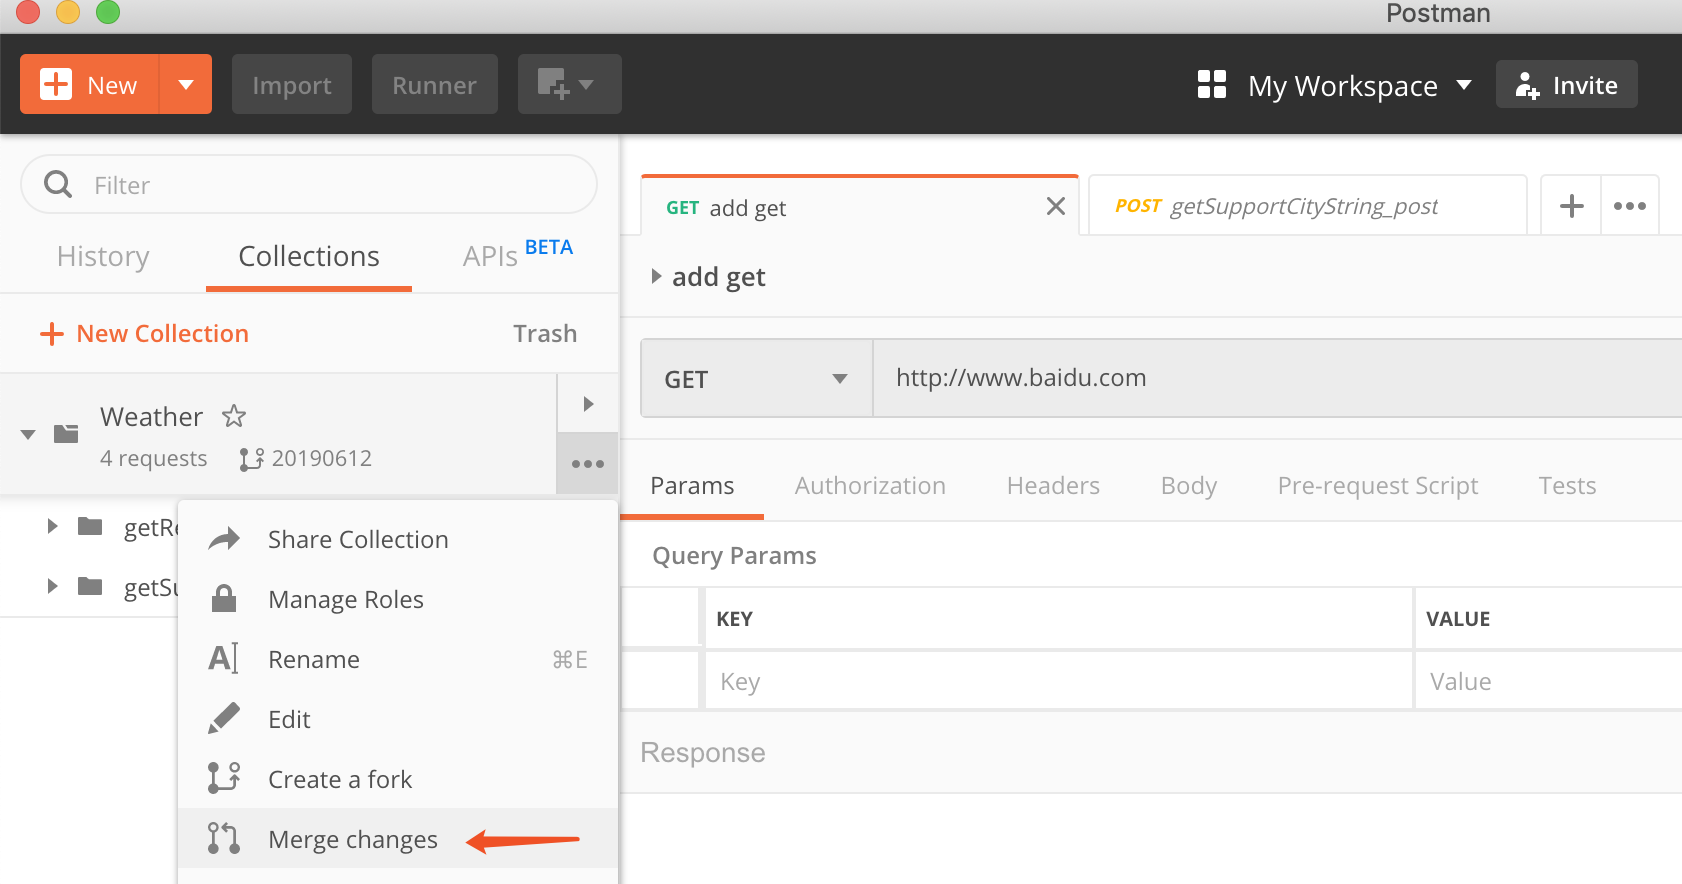 Postman
New
Import
Runner
My Workspace
Invite
Filter
History
Collections
APIs BETA
New Collection
Trash
Weather
4 requests
20190612
getRe
getSu
Share Collection
Manage Roles
Rename ⌘E
Edit
Create a fork
Merge changes
GET add get
POST getSupportCityString_post
add get
GET
http://www.baidu.com
Params
Authorization
Headers
Body
Pre-request Script
Tests
Query Params
KEY
VALUE
Key
Value
Response